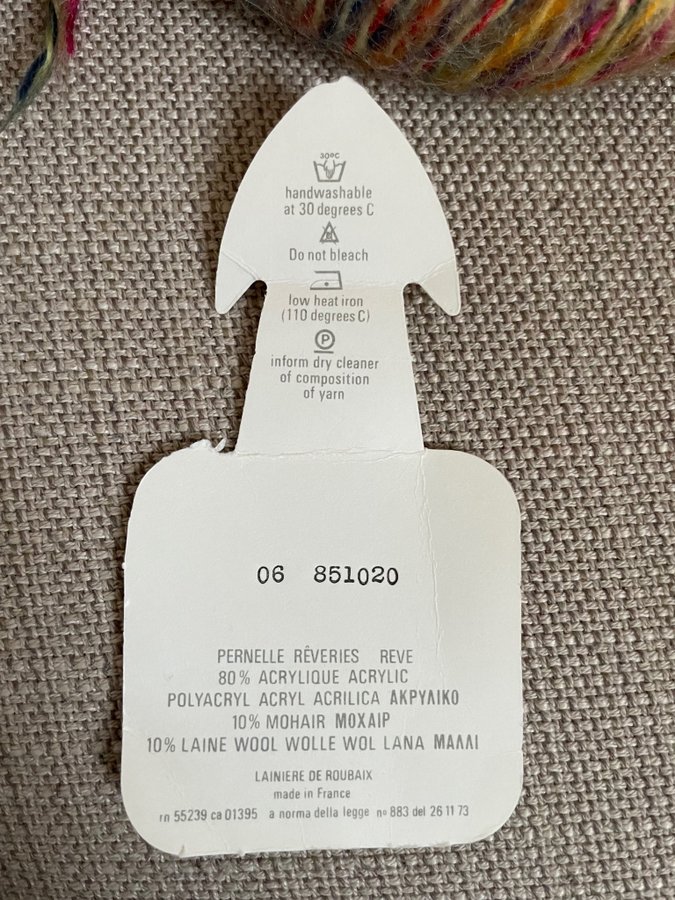 30°C
handwashable
at 30 degrees C
Do not bleach
low heat iron
(110 degrees C)
P
inform dry cleaner
of composition
of yarn
06 851020
PERNELLE RÊVERIES REVE
80% ACRYLIQUE ACRYLIC
POLYACRYL ACRYL ACRILICA ΑΚΡΥΛΙΚΟ
10% MOHAIR ΜΟΧΑΙΡ
10% LAINE WOOL WOLLE WOL LANA ΜΑΛΛΙ
LAINIERE DE ROUBAIX
made in France
rn 55239 ca 01395 a norma della legge nº 883 del 26 11 73